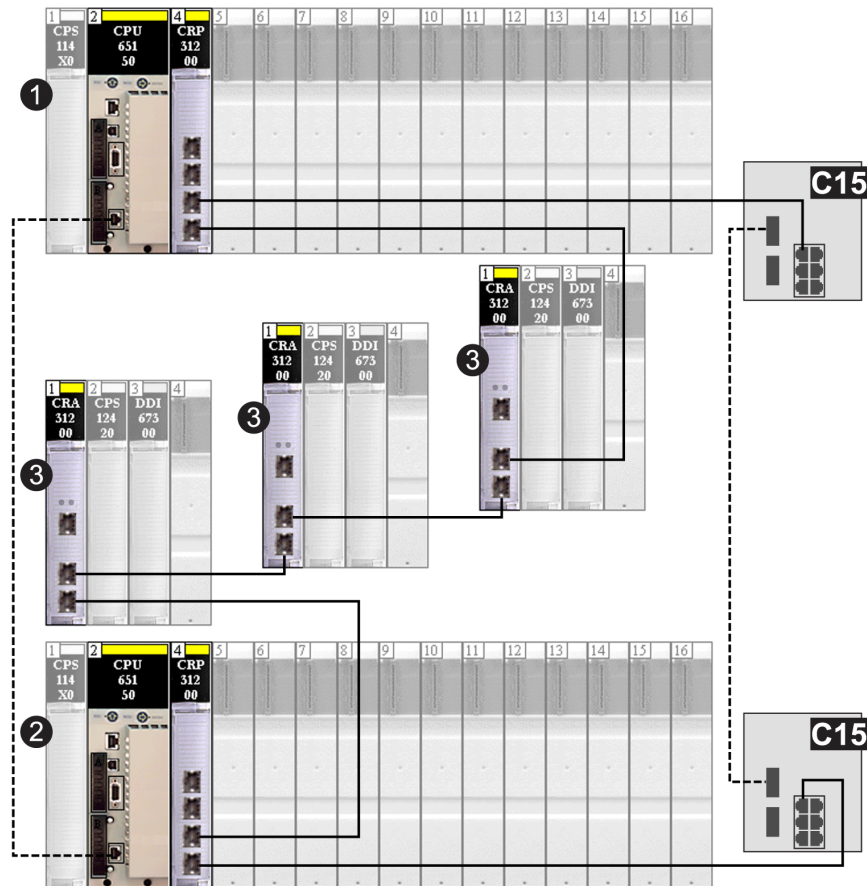 1 2 4 5 6 7 8 9 10 11 12 13 14 15 16
CPS 114 X0
CPU 651 50
CRP 312 00
1
C15
1 2 3 4
CRA 312 00
CPS 124 20
DDI 673 00
3
1 2 3 4
CRA 312 00
CPS 124 20
DDI 673 00
3
1 2 3 4
CRA 312 00
CPS 124 20
DDI 673 00
3
1 2 4 5 6 7 8 9 10 11 12 13 14 15 16
CPS 114 X0
CPU 651 50
CRP 312 00
2
C15